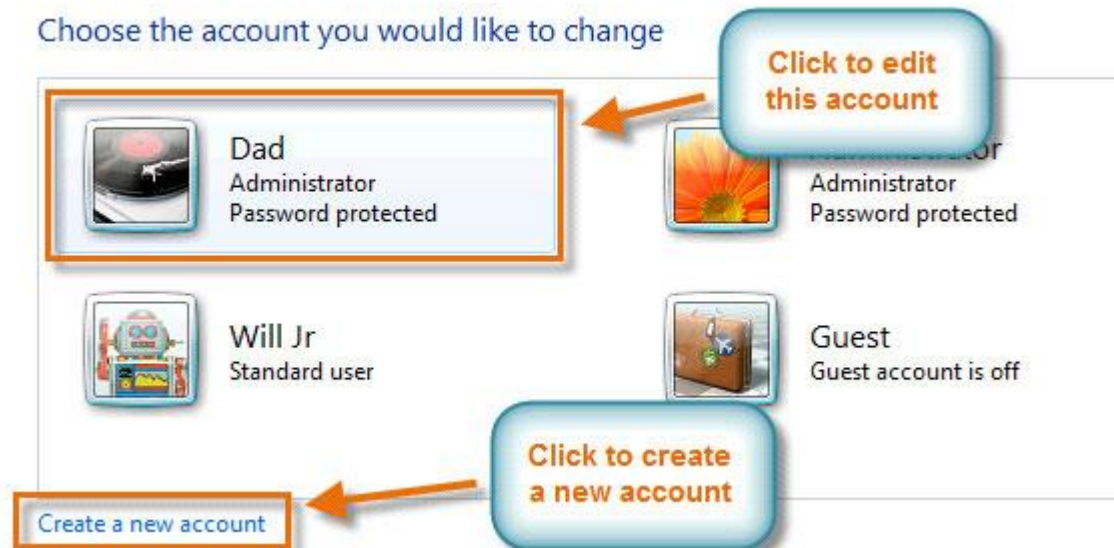 Choose the account you would like to change
Click to edit
this account
Dad
Administrator
Password protected
Administrator
Password protected
Will Jr
Standard user
Guest
Guest account is off
Click to create
a new account
Create a new account